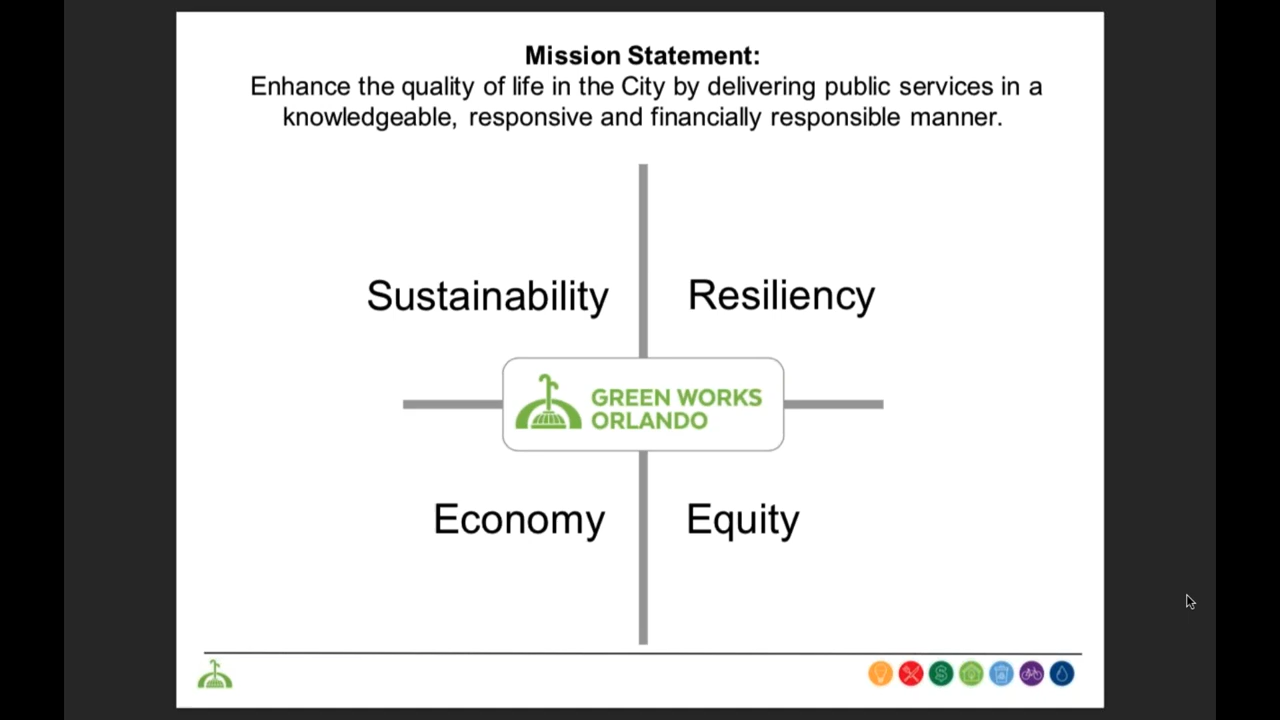 Mission Statement:
Enhance the quality of life in the City by delivering public services in a
knowledgeable, responsive and financially responsible manner.
Sustainability
Resiliency
GREEN WORKS
ORLANDO
Economy
Equity